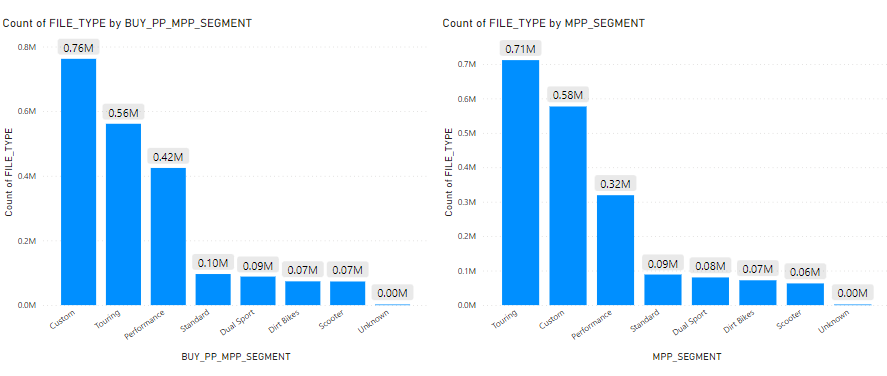 Count of FILE_TYPE by BUY_PP_MPP_SEGMENT
Count of FILE_TYPE
0.8M
0.6M
0.4M
0.2M
0.0M
0.76M
0.56M
0.42M
0.10M
0.09M
0.07M
0.07M
0.00M
Custom
Touring
Performance
Standard
Dual Sport
Dirt Bikes
Scooter
Unknown
BUY_PP_MPP_SEGMENT
Count of FILE_TYPE by MPP_SEGMENT
Count of FILE_TYPE
0.7M
0.6M
0.5M
0.4M
0.3M
0.2M
0.1M
0.0M
0.71M
0.58M
0.32M
0.09M
0.08M
0.07M
0.06M
0.00M
Touring
Custom
Performance
Standard
Dual Sport
Dirt Bikes
Scooter
Unknown
MPP_SEGMENT